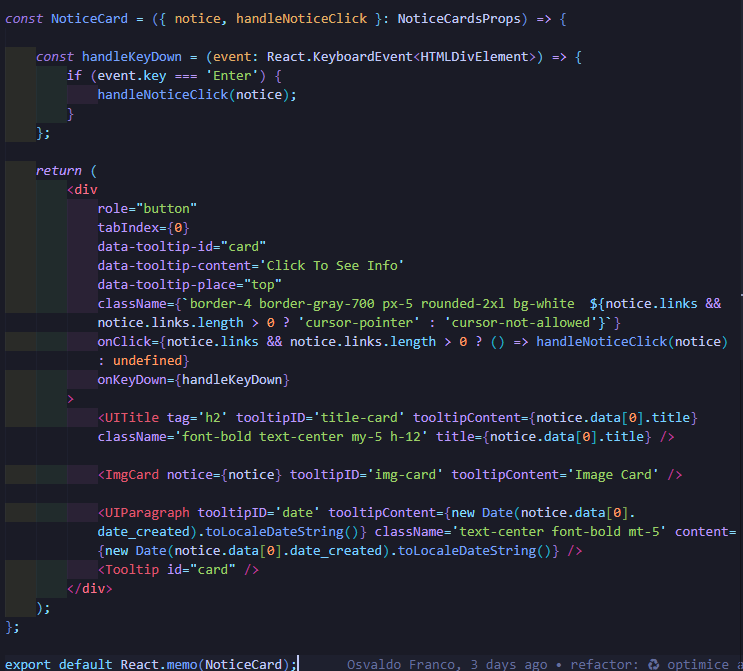 const NoticeCard = ({ notice, handleNoticeClick }: NoticeCardsProps) => {
const handleKeyDown = (event: React.KeyboardEvent<HTMLDivElement>) => {
if (event.key === 'Enter') {
handleNoticeClick(notice);
}
};
return (
<div
role="button"
tabIndex={0}
data-tooltip-id="card"
data-tooltip-content='Click To See Info'
data-tooltip-place="top"
className={`border-4 border-gray-700 px-5 rounded-2xl bg-white  ${notice.links &&
notice.links.length > 0 ? 'cursor-pointer' : 'cursor-not-allowed'}`}
onClick={notice.links && notice.links.length > 0 ? () => handleNoticeClick(notice)
: undefined}
onKeyDown={handleKeyDown}
>
<UITitle tag='h2' tooltipID='title-card' tooltipContent={notice.data[0].title}
className='font-bold text-center my-5 h-12' title={notice.data[0].title} />
<ImgCard notice={notice} tooltipID='img-card' tooltipContent='Image Card' />
<UIParagraph tooltipID='date' tooltipContent={new Date(notice.data[0].
date_created).toLocaleDateString()} className='text-center font-bold mt-5' content=
{new Date(notice.data[0].date_created).toLocaleDateString()} />
<Tooltip id="card" />
</div>
);
};
export default React.memo(NoticeCard); Osvaldo Franco, 3 days ago • refactor: ♻ optimice